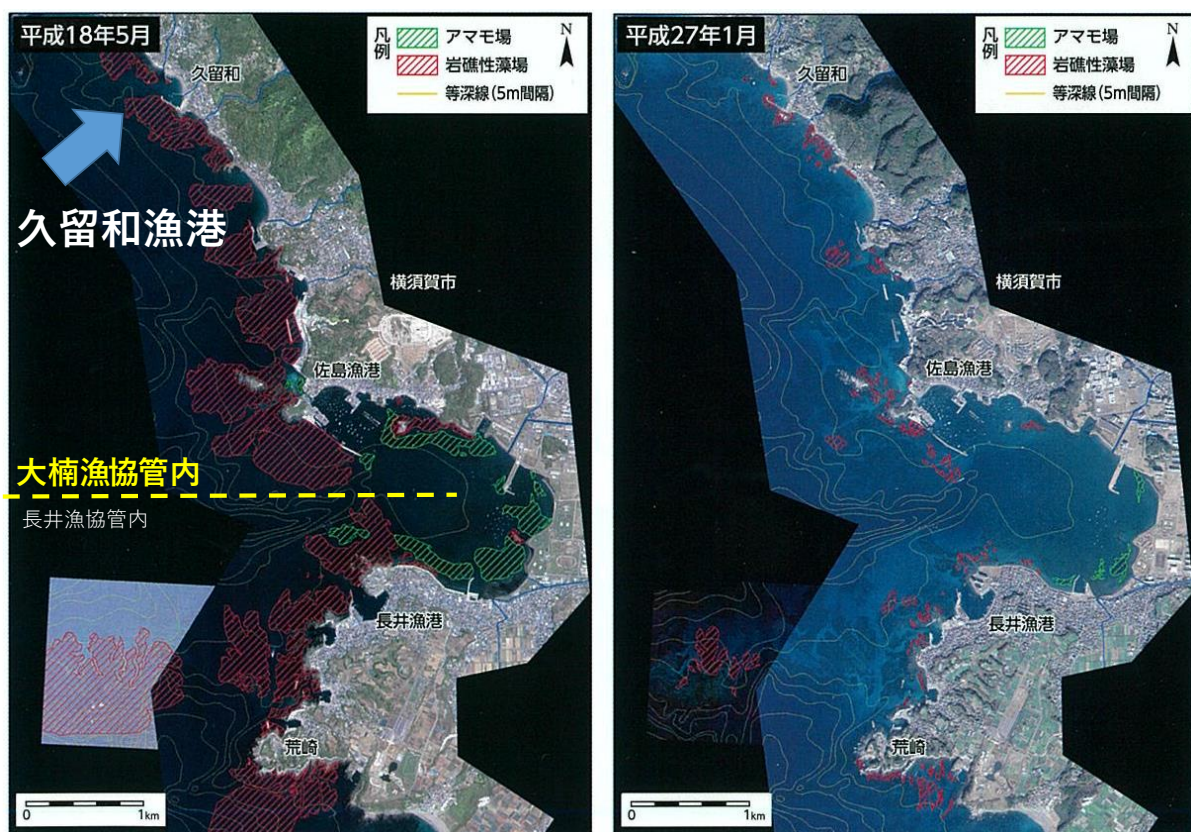 平成18年5月
凡例
アマモ場
岩礁性藻場
等深線(5m間隔)
N
久留和
久留和漁港
横須賀市
佐島漁港
大楠漁協管内
長井漁協管内
長井漁港
荒崎
0 1km
平成27年1月
凡例
アマモ場
岩礁性藻場
等深線(5m間隔)
N
久留和
横須賀市
佐島漁港
長井漁港
荒崎
0 1km